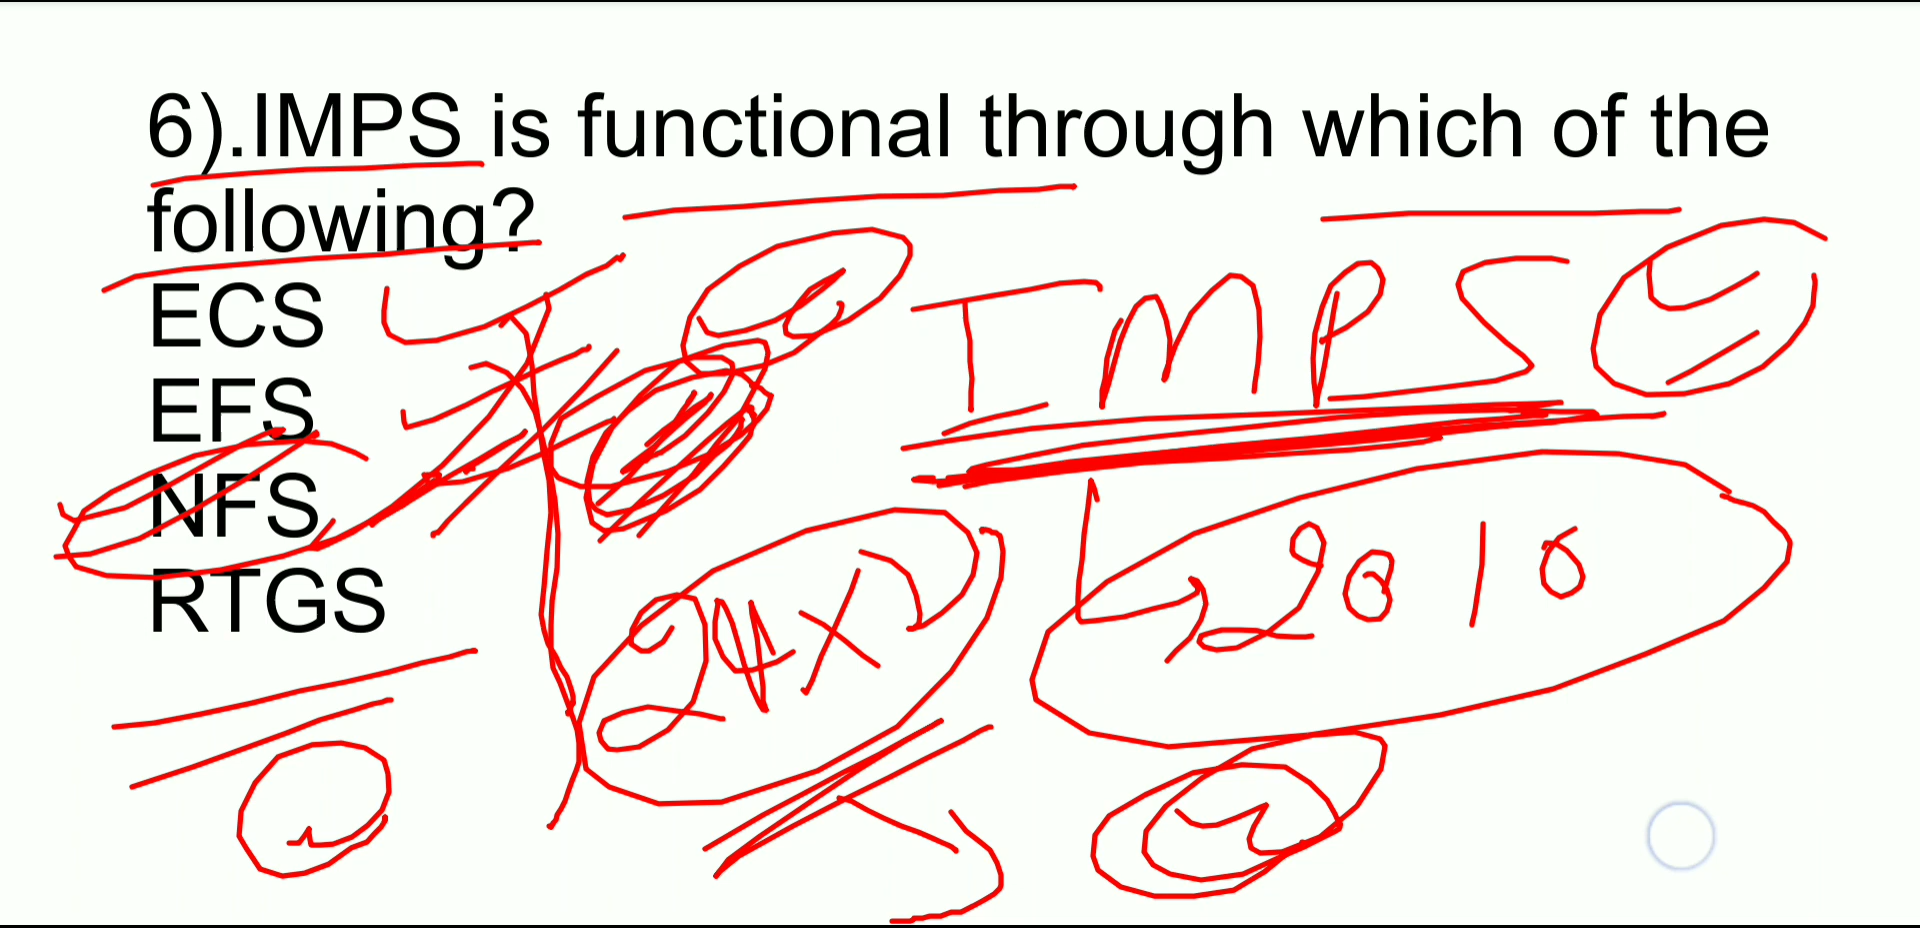 6).IMPS is functional through which of the
following?
ECS
IMPS
EFS
NFS
2010
RTGS
24x7